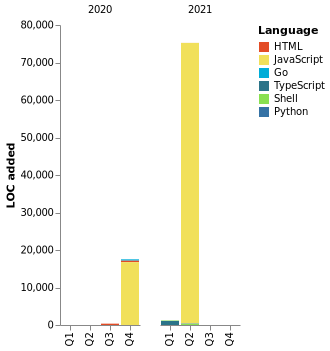 2020 2021
Language
HTML
JavaScript
Go
TypeScript
Shell
Python
LOC added
80,000
70,000
60,000
50,000
40,000
30,000
20,000
10,000
0
Q1 Q2 Q3 Q4 Q1 Q2 Q3 Q4